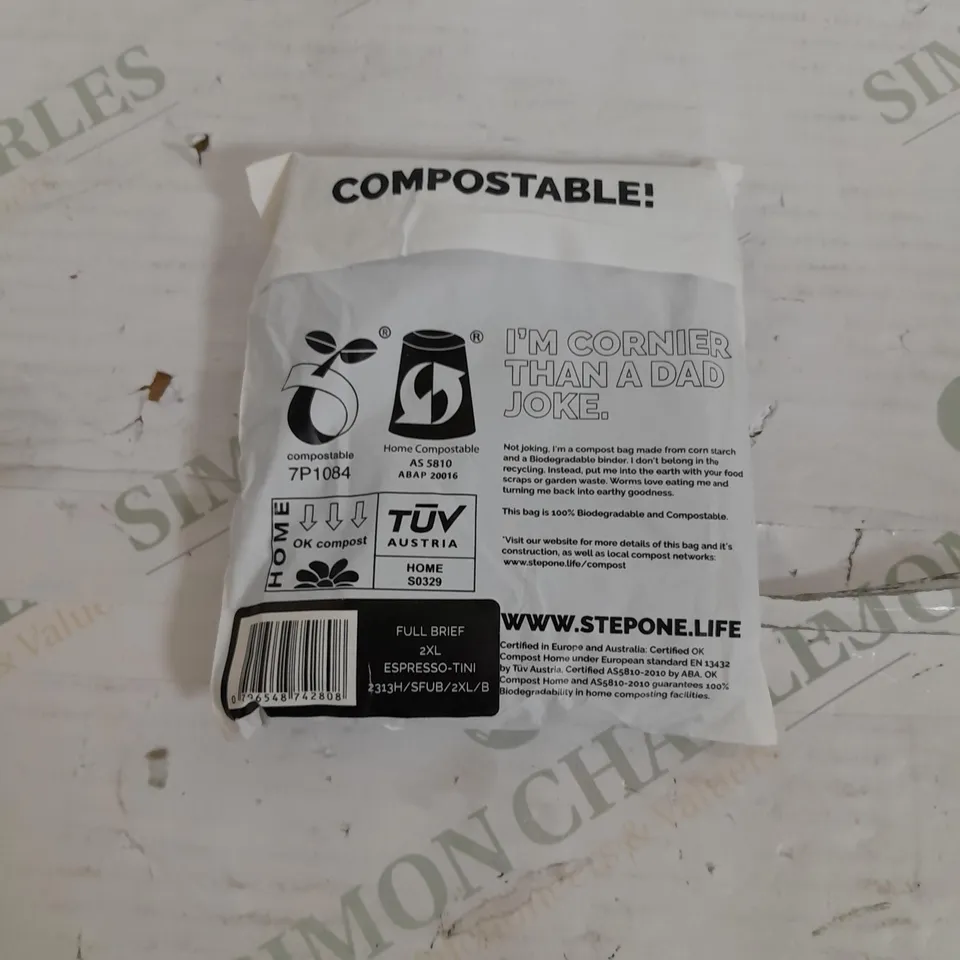 COMPOSTABLE!
®
®
compostable
7P1084
Home Compostable
AS 5810
ABAP 20016
I'M CORNIER
THAN A DAD
JOKE.
Not joking, I'm a compost bag made from corn starch
and a Biodegradable binder. I don't belong in the
recycling. Instead, put me into the earth with your food
scraps or garden waste. Worms love eating me and
turning me back into earthy goodness.
This bag is 100% Biodegradable and Compostable.
*Visit our website for more details of this bag and it's
construction, as well as local compost networks:
www.stepone.life/compost
HOME
OK compost
TÜV
AUSTRIA
HOME
S0329
FULL BRIEF
2XL
ESPRESSO-TINI
2313H/SFUB/2XL/B
0 796548 742808
WWW.STEPONE.LIFE
Certified in Europe and Australia: Certified OK
Compost Home under European standard EN 13432
by Tüv Austria. Certified AS5810-2010 by ABA. OK
Compost Home and AS5810-2010 guarantees 100%
Biodegradability in home composting facilities.
SIMON CHARLES